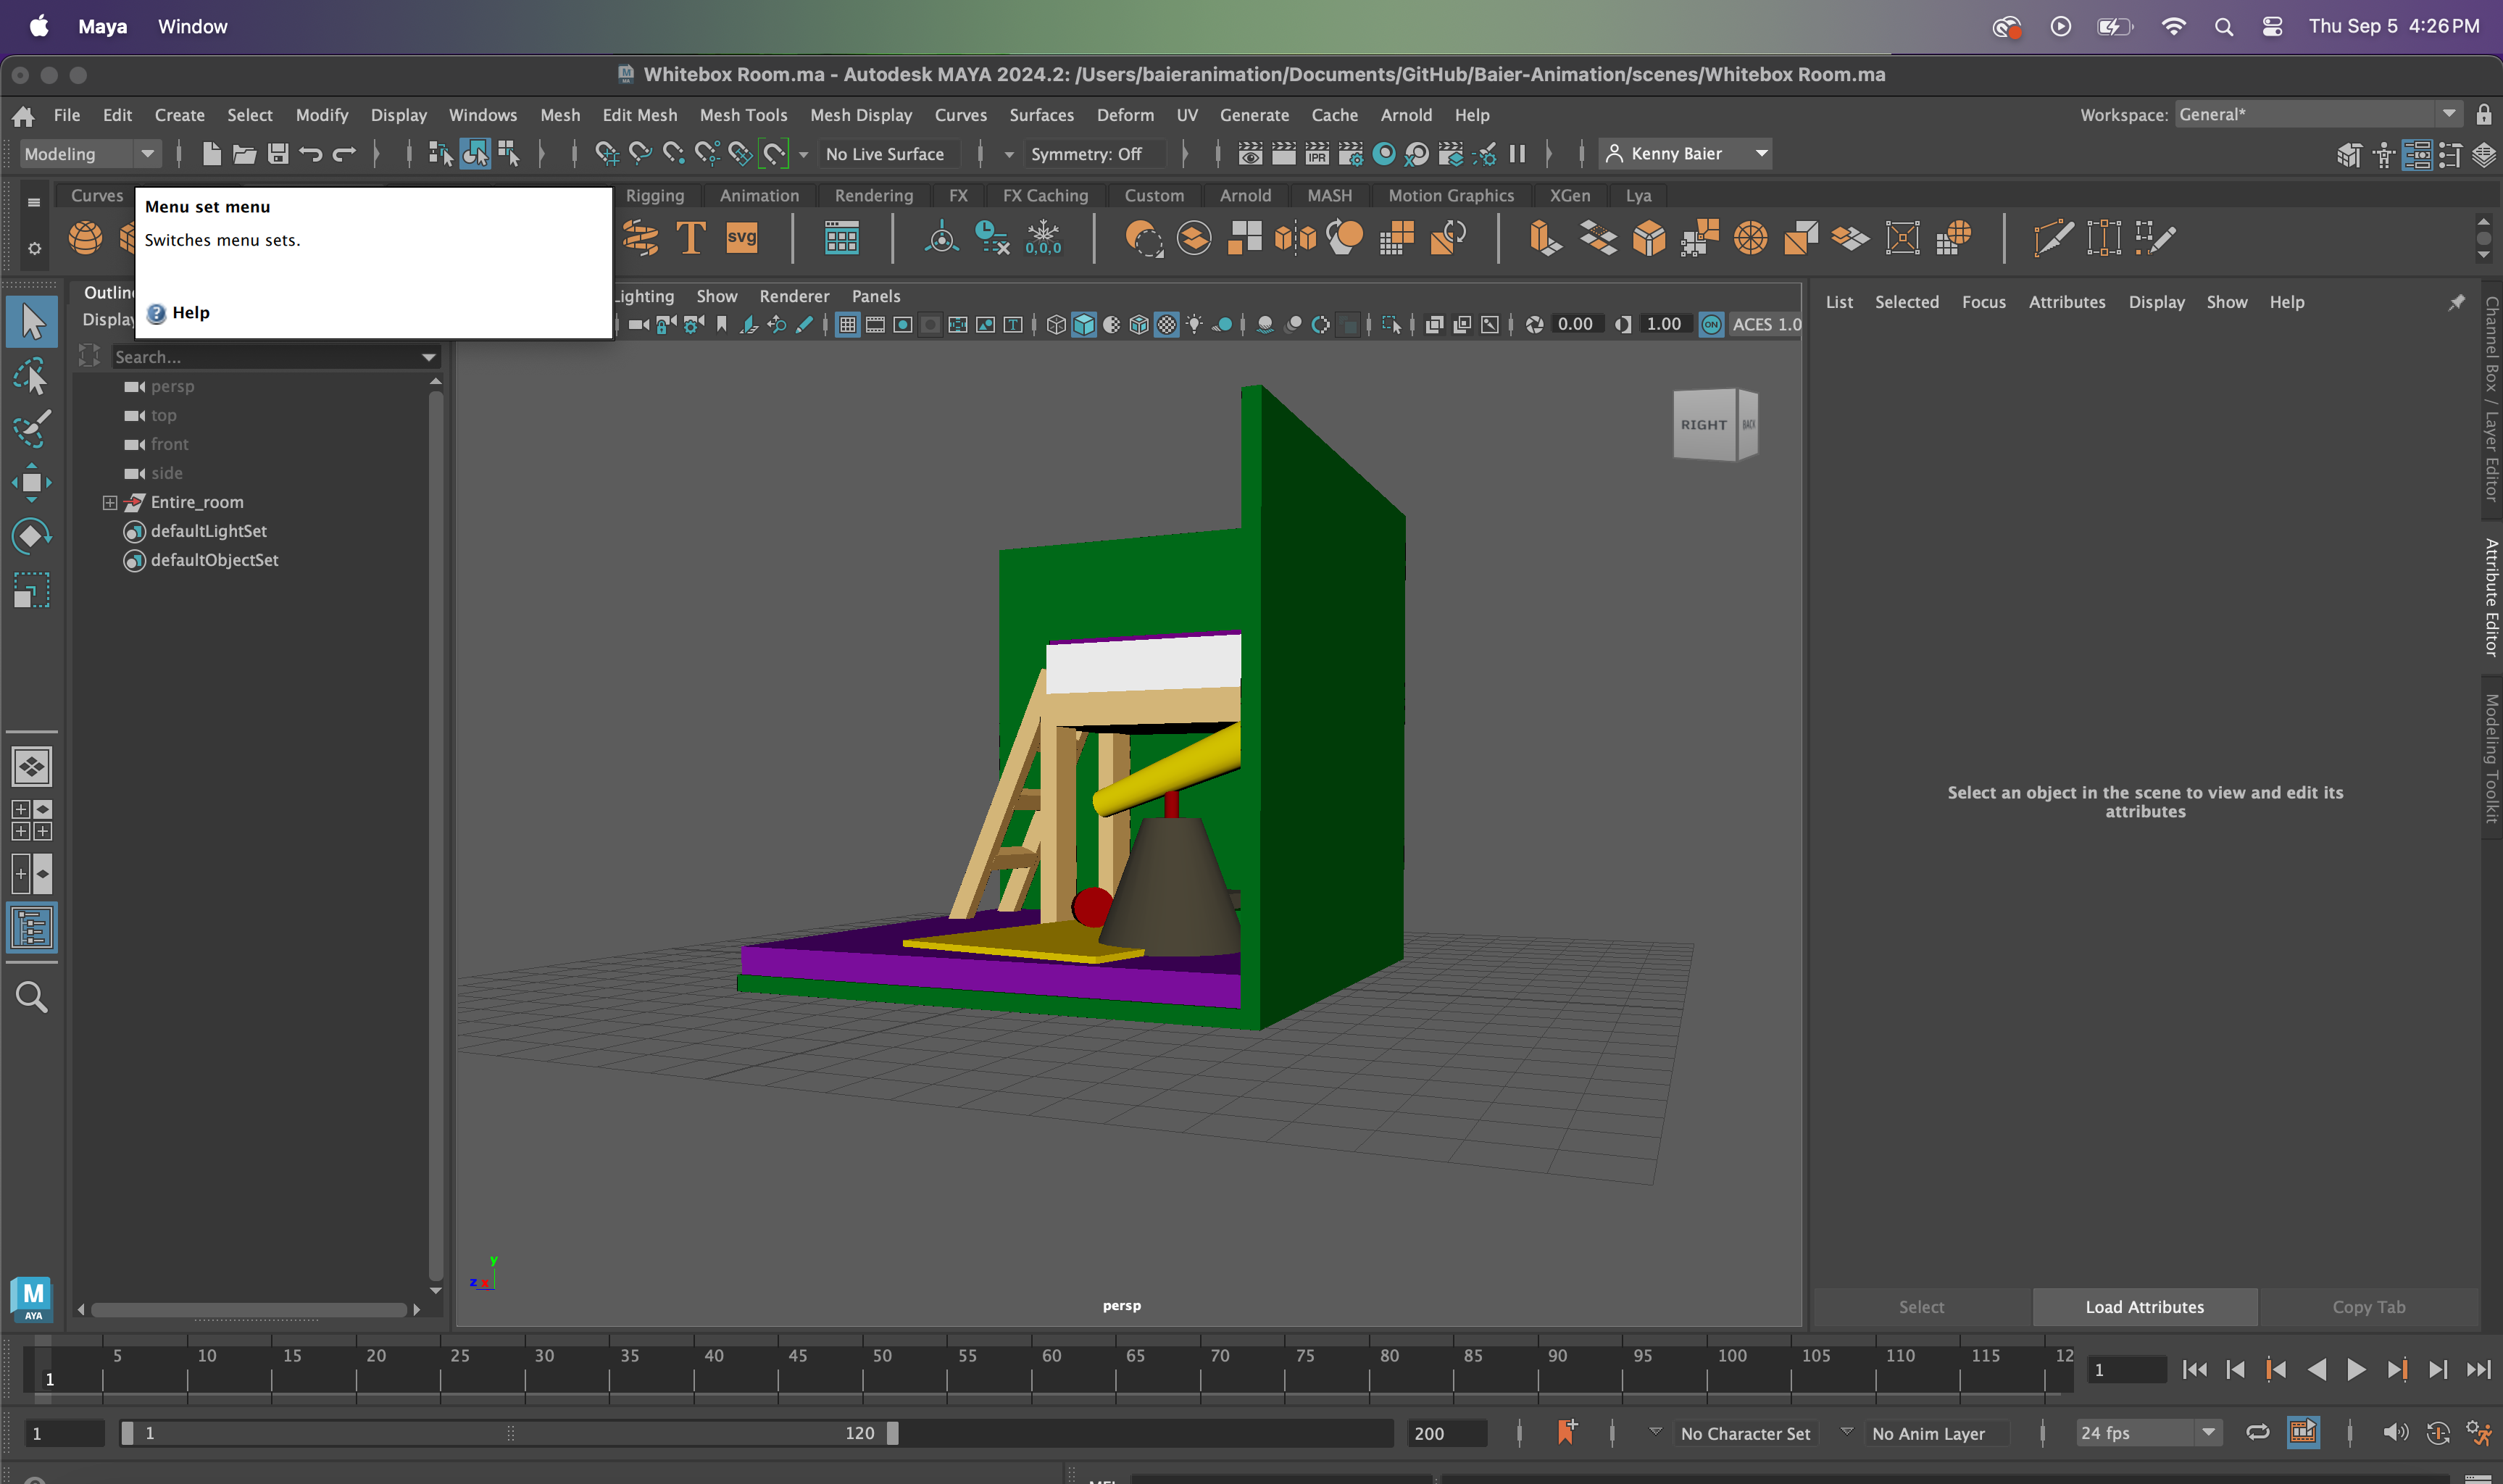 Maya Window
Thu Sep 5 4:26 PM
Whitebox Room.ma - Autodesk MAYA 2024.2: /Users/baieranimation/Documents/GitHub/Baier-Animation/scenes/Whitebox Room.ma
File Edit Create Select Modify Display Windows Mesh Edit Mesh Mesh Tools Mesh Display Curves Surfaces Deform UV Generate Cache Arnold Help
Workspace: General*
Modeling
No Live Surface
Symmetry: Off
IPR
Kenny Baier
Curves
Rigging Animation Rendering FX FX Caching Custom Arnold MASH Motion Graphics XGen Lya
Menu set menu
Switches menu sets.
Help
T
svg
0,0,0
Display
Lighting Show Renderer Panels
0.00
1.00
ON
ACES 1.0
List Selected Focus Attributes Display Show Help
Search...
persp
top
front
side
Entire_room
defaultLightSet
defaultObjectSet
RIGHT
BACK
Channel Box / Layer Editor
Attribute Editor
Modeling Toolkit
Select an object in the scene to view and edit its
attributes
y
z x
persp
M
AYA
Select
Load Attributes
Copy Tab
5 10 15 20 25 30 35 40 45 50 55 60 65 70 75 80 85 90 95 100 105 110 115 12
1
1
1
1
120
200
No Character Set
No Anim Layer
24 fps